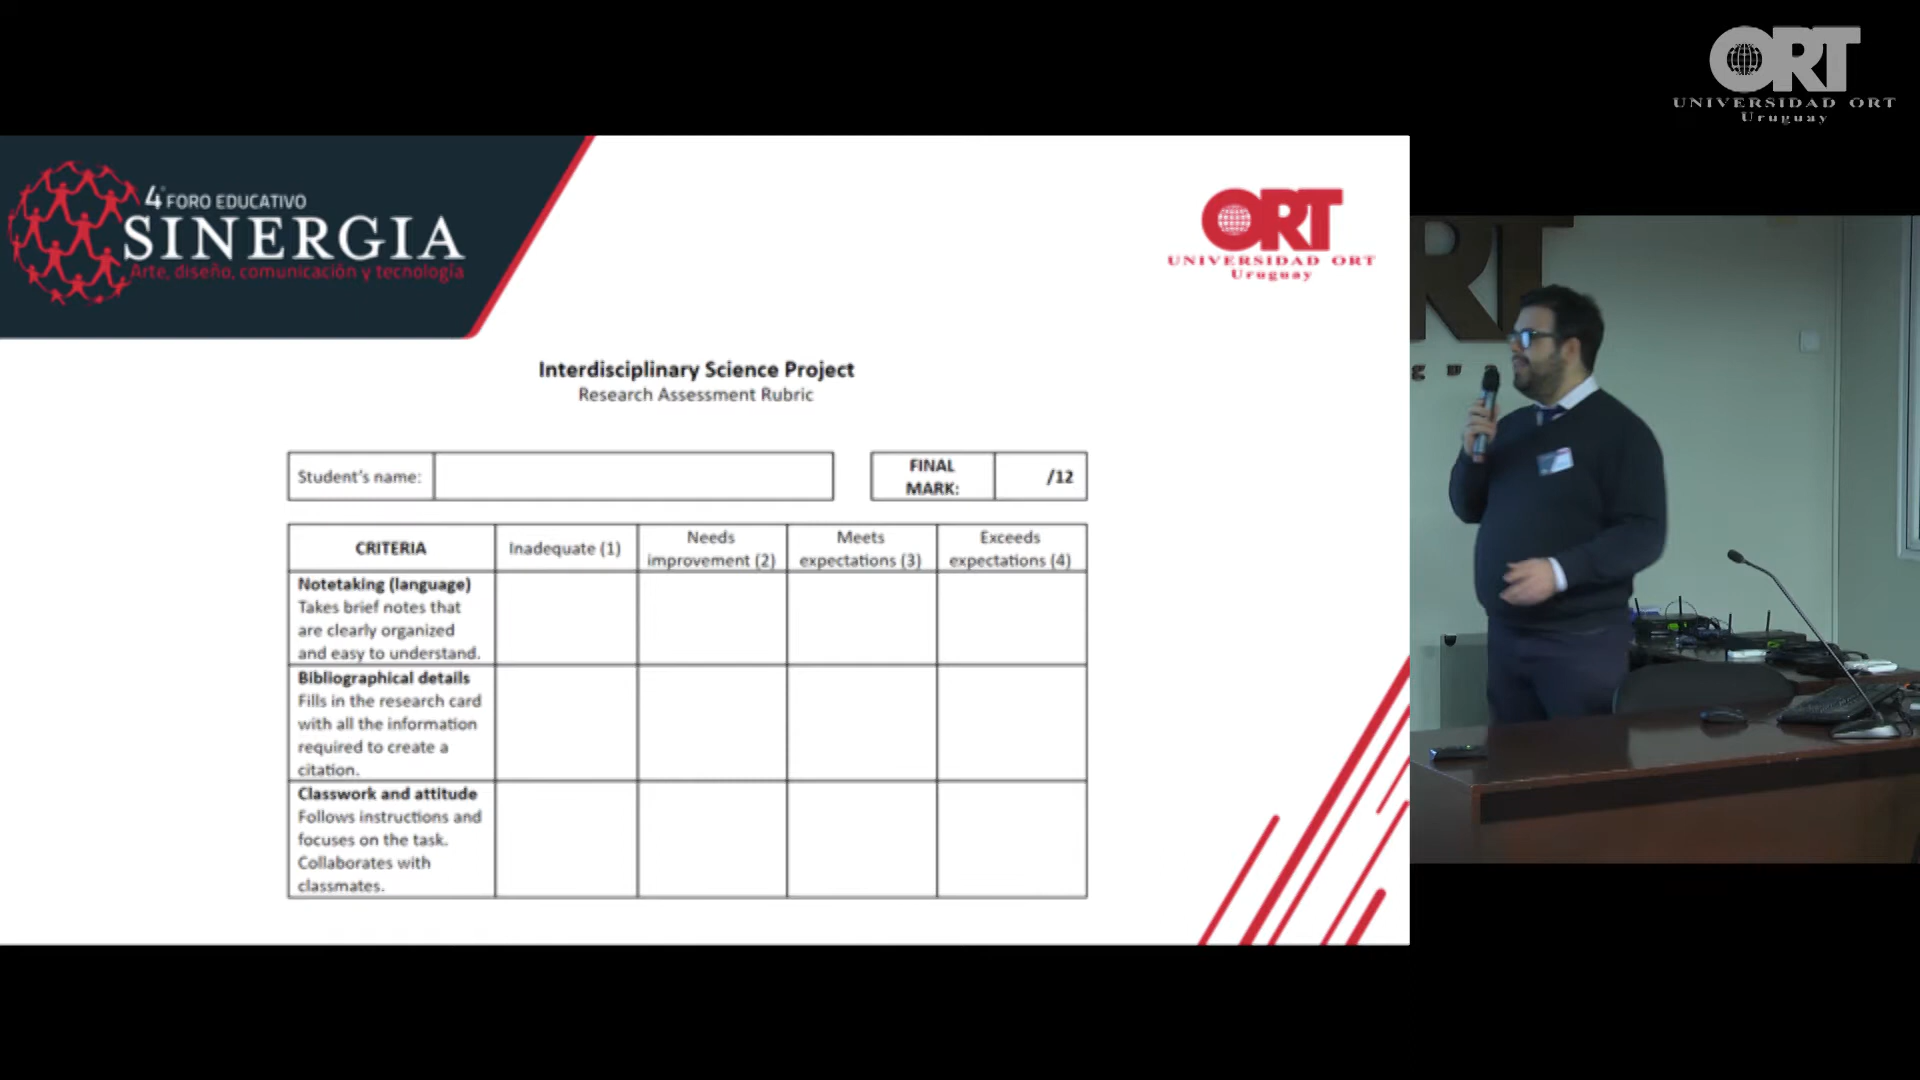 ORT
UNIVERSIDAD ORT
Uruguay
4° FORO EDUCATIVO
SINERGIA
Arte, diseño, comunicación y tecnología
ORT
UNIVERSIDAD ORT
Uruguay
Interdisciplinary Science Project
Research Assessment Rubric
Student's name:
FINAL
MARK:
/12
CRITERIA
Inadequate (1)
Needs
improvement (2)
Meets
expectations (3)
Exceeds
expectations (4)
Notetaking (language)
Takes brief notes that
are clearly organized
and easy to understand.
Bibliographical details
Fills in the research card
with all the information
required to create a
citation.
Classwork and attitude
Follows instructions and
focuses on the task.
Collaborates with
classmates.
RT